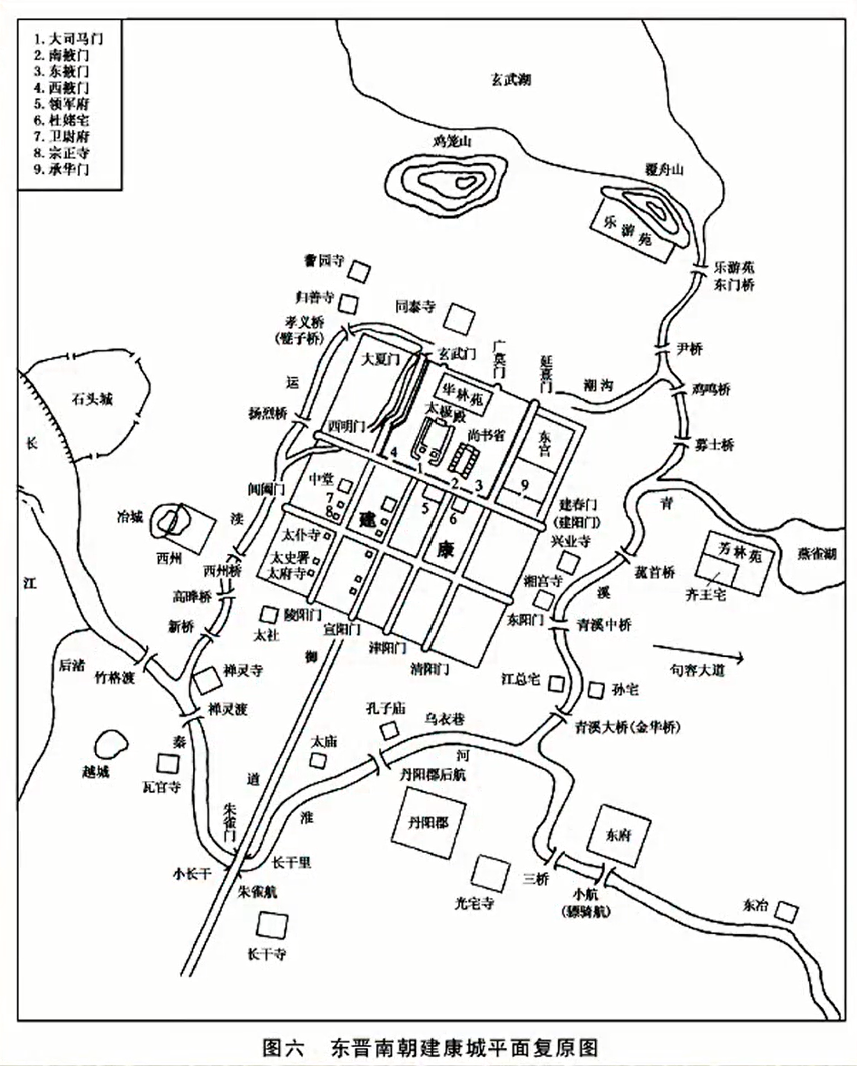 1. 大司马门
2. 南掖门
3. 东掖门
4. 西掖门
5. 领军府
6. 杜姥宅
7. 卫尉府
8. 宗正寺
9. 承华门
玄武湖
鸡笼山
覆舟山
乐游苑
乐游苑
东门桥
归善寺
同泰寺
孝义桥
(甓子桥)
大夏门
玄武门
广莫门
延熹门
尹桥
潮沟
鸡鸣桥
石头城
运
华林苑
太极殿
扬烈桥
西明门
尚书省
东宫
募士桥
长
4
1
2
3
9
阊阖门
中堂
7
8
建
5
6
康
建春门
(建阳门)
青
冶城
渎
西州
太仆寺
兴业寺
芳林苑
燕雀湖
江
西州桥
太史署
太府寺
湘宫寺
菰首桥
齐王宅
溪
高晔桥
陵阳门
东阳门
新桥
太社
宣阳门
津阳门
清阳门
青溪中桥
御
后渚
竹格渡
禅灵寺
句容大道
江总宅
孙宅
禅灵渡
孔子庙
乌衣巷
青溪大桥(金华桥)
秦
太庙
河
越城
瓦官寺
道
丹阳郡后航
朱雀门
淮
丹阳郡
东府
小长干
长干里
朱雀航
三桥
小航
(骠骑航)
光宅寺
东冶
长干寺
图六 东晋南朝建康城平面复原图